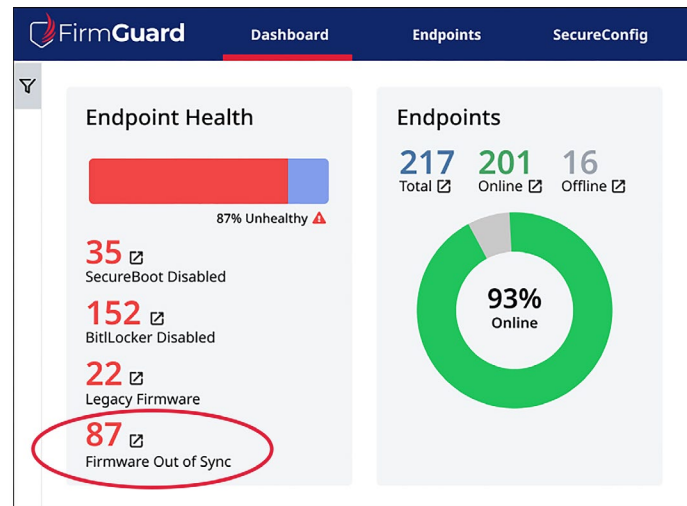 FirmGuard Dashboard Endpoints SecureConfig
Endpoint Health
87% Unhealthy
35
SecureBoot Disabled
152
BitlLocker Disabled
22
Legacy Firmware
87
Firmware Out of Sync
Endpoints
217 201 16
Total Online Offline
93%
Online